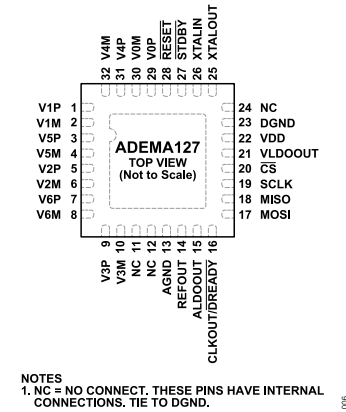 32 V4M
31 V4P
30 V0M
29 V0P
28 RESET
27 STDBY
26 XTALIN
25 XTALOUT
V1P 1
V1M 2
V5P 3
V5M 4
V2P 5
V2M 6
V6P 7
V6M 8
ADEMA127
TOP VIEW
(Not to Scale)
24 NC
23 DGND
22 VDD
21 VLDOOUT
20 CS
19 SCLK
18 MISO
17 MOSI
V3P 9
V3M 10
NC 11
NC 12
AGND 13
REFOUT 14
ALDOOUT 15
CLKOUT/DREADY 16
NOTES
1. NC = NO CONNECT. THESE PINS HAVE INTERNAL
CONNECTIONS. TIE TO DGND.